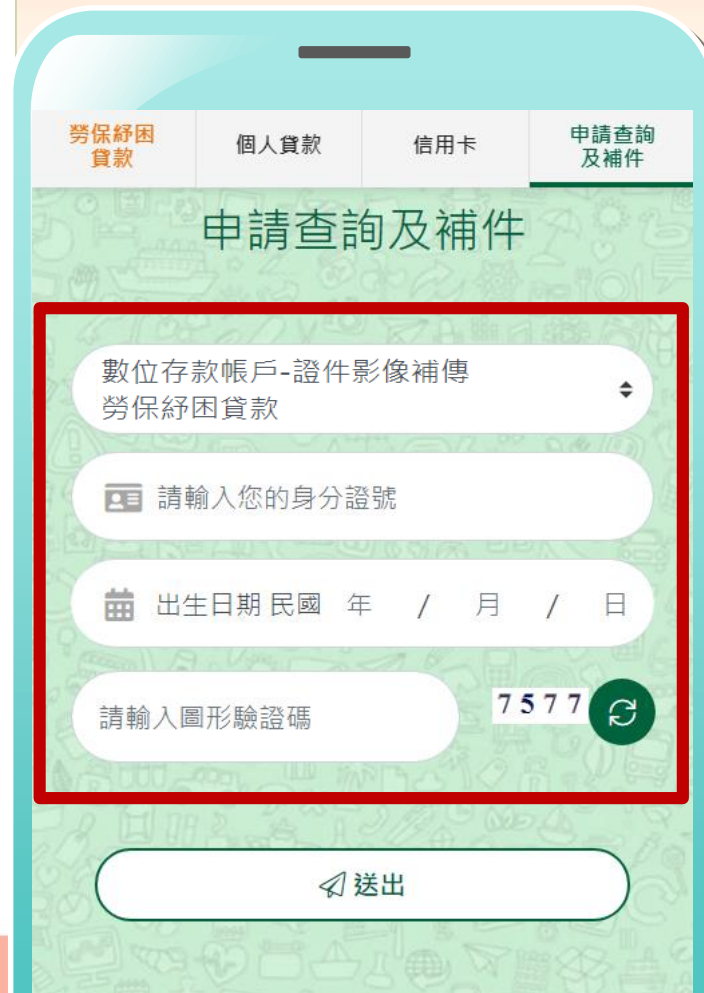 勞保紓困
貸款
個人貸款
信用卡
申請查詢
及補件
申請查詢及補件
數位存款帳戶-證件影像補傳
勞保紓困貸款
請輸入您的身分證號
出生日期 民國 年 / 月 / 日
請輸入圖形驗證碼
7577
送出